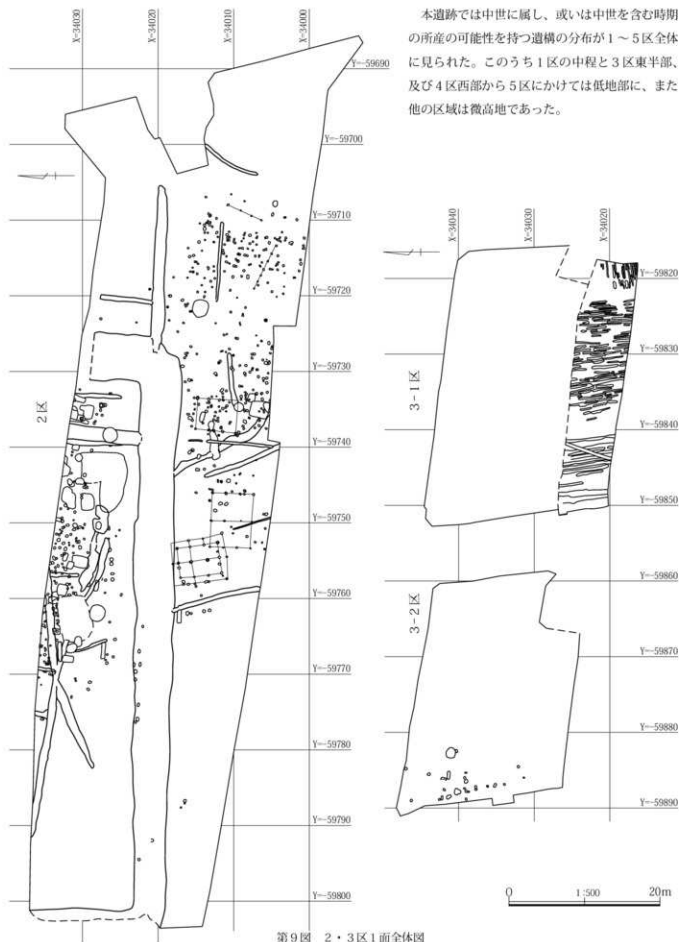 本遺跡では中世に属し、或いは中世を含む時期
の所産の可能性を持つ遺構の分布が1~5区全体
に見られた。このうち1区の中程と3区東半部、
及び4区西部から5区にかけては低地部に、また
他の区域は微高地であった。
X=34030
X=34020
X=34010
X=34000
Y=-59690
Y=-59700
Y=-59710
Y=-59720
Y=-59730
Y=-59740
Y=-59750
Y=-59760
Y=-59770
Y=-59780
Y=-59790
Y=-59800
2区
X=34040
X=34030
X=34020
Y=-59820
Y=-59830
Y=-59840
Y=-59850
Y=-59860
Y=-59870
Y=-59880
Y=-59890
3-1区
3-2区
0 1:500 20m
第9図 2・3区1面全体図